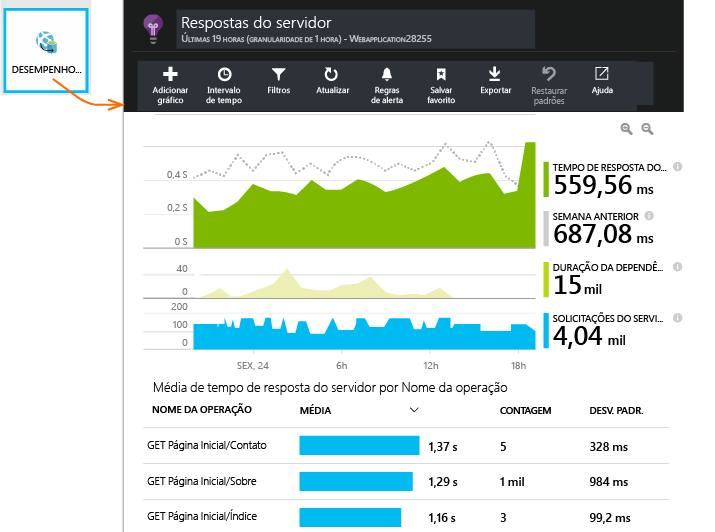 DESEMPENHO...
Respostas do servidor
ÚLTIMAS 19 HORAS (GRANULARIDADE DE 1 HORA) - WEBAPPLICATION28255
Adicionar gráfico
Intervalo de tempo
Filtros
Atualizar
Regras de alerta
Salvar favorito
Exportar
Restaurar padrões
Ajuda
0,4 S
0,2 S
0 S
TEMPO DE RESPOSTA DO...
559,56 ms
SEMANA ANTERIOR
687,08 ms
40
0
DURAÇÃO DA DEPENDÊ...
15 mil
200
100
0
SOLICITAÇÕES DO SERVI...
4,04 mil
SEX, 24
6h
12h
18h
Média de tempo de resposta do servidor por Nome da operação
NOME DA OPERAÇÃO MÉDIA CONTAGEM DESV. PADR.
GET Página Inicial/Contato 1,37 s 5 328 ms
GET Página Inicial/Sobre 1,29 s 1 mil 984 ms
GET Página Inicial/Índice 1,16 s 3 99,2 ms